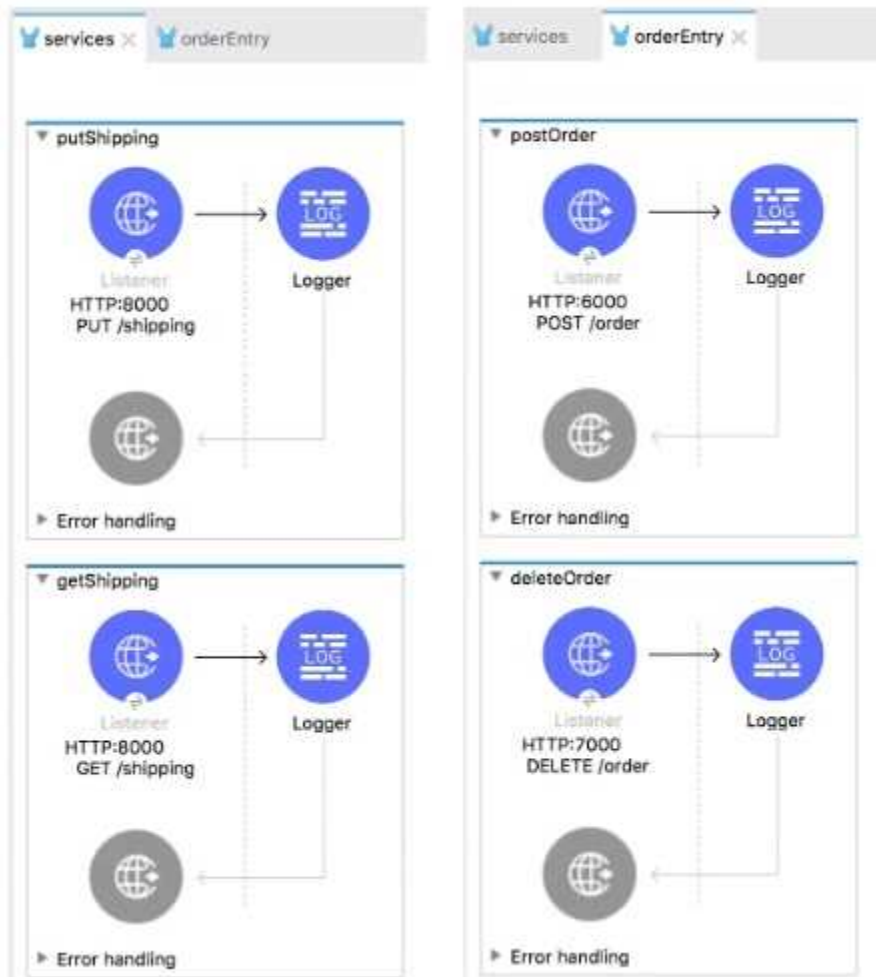 services
orderEntry
putShipping
LOG
Listener
Logger
HTTP:8000
PUT /shipping
Error handling
getShipping
LOG
Listener
Logger
HTTP:8000
GET /shipping
Error handling
services
orderEntry
postOrder
LOG
Listener
Logger
HTTP:6000
POST /order
Error handling
deleteOrder
LOG
Listener
Logger
HTTP:7000
DELETE /order
Error handling